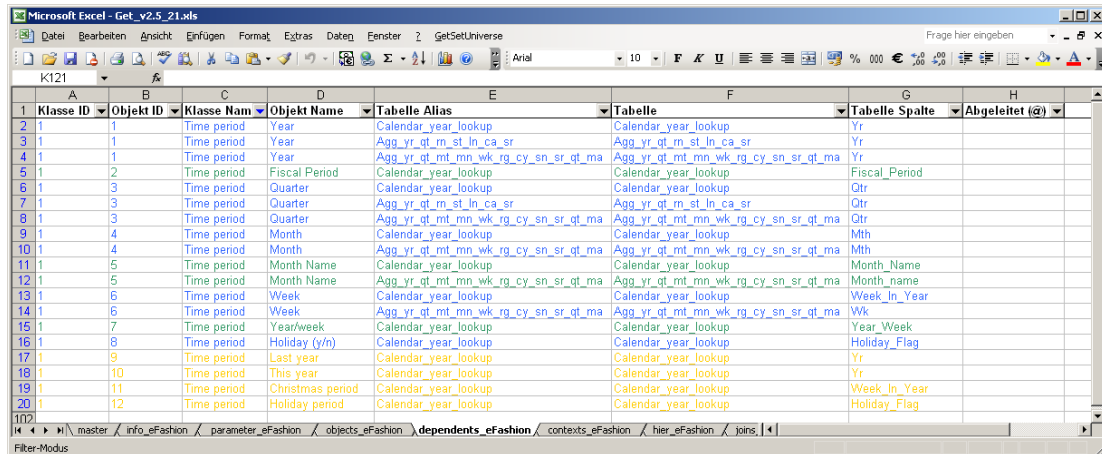 Microsoft Excel - Get_v2.5_21.xls
Datei Bearbeiten Ansicht Einfügen Format Extras Daten Fenster ? GetSetUniverse Frage hier eingeben
Arial 10 F K U % 000 €
K121 fx
A B C D E F G H
1 Klasse ID Objekt ID Klasse Nam Objekt Name Tabelle Alias Tabelle Tabelle Spalte Abgeleitet (@)
2 1 1 Time period Year Calendar_year_lookup Calendar_year_lookup Yr
3 1 1 Time period Year Agg_yr_qt_rn_st_ln_ca_sr Agg_yr_qt_rn_st_ln_ca_sr Yr
4 1 1 Time period Year Agg_yr_qt_mt_mn_wk_rg_cy_sn_sr_qt_ma Agg_yr_qt_mt_mn_wk_rg_cy_sn_sr_qt_ma Yr
5 1 2 Time period Fiscal Period Calendar_year_lookup Calendar_year_lookup Fiscal_Period
6 1 3 Time period Quarter Calendar_year_lookup Calendar_year_lookup Qtr
7 1 3 Time period Quarter Agg_yr_qt_rn_st_ln_ca_sr Agg_yr_qt_rn_st_ln_ca_sr Qtr
8 1 3 Time period Quarter Agg_yr_qt_mt_mn_wk_rg_cy_sn_sr_qt_ma Agg_yr_qt_mt_mn_wk_rg_cy_sn_sr_qt_ma Qtr
9 1 4 Time period Month Calendar_year_lookup Calendar_year_lookup Mth
10 1 4 Time period Month Agg_yr_qt_mt_mn_wk_rg_cy_sn_sr_qt_ma Agg_yr_qt_mt_mn_wk_rg_cy_sn_sr_qt_ma Mth
11 1 5 Time period Month Name Calendar_year_lookup Calendar_year_lookup Month_Name
12 1 5 Time period Month Name Agg_yr_qt_mt_mn_wk_rg_cy_sn_sr_qt_ma Agg_yr_qt_mt_mn_wk_rg_cy_sn_sr_qt_ma Month_name
13 1 6 Time period Week Calendar_year_lookup Calendar_year_lookup Week_In_Year
14 1 6 Time period Week Agg_yr_qt_mt_mn_wk_rg_cy_sn_sr_qt_ma Agg_yr_qt_mt_mn_wk_rg_cy_sn_sr_qt_ma Wk
15 1 7 Time period Year/week Calendar_year_lookup Calendar_year_lookup Year_Week
16 1 8 Time period Holiday (y/n) Calendar_year_lookup Calendar_year_lookup Holiday_Flag
17 1 9 Time period Last year Calendar_year_lookup Calendar_year_lookup Yr
18 1 10 Time period This year Calendar_year_lookup Calendar_year_lookup Yr
19 1 11 Time period Christmas period Calendar_year_lookup Calendar_year_lookup Week_In_Year
20 1 12 Time period Holiday period Calendar_year_lookup Calendar_year_lookup Holiday_Flag
102
master info_eFashion parameter_eFashion objects_eFashion dependents_eFashion contexts_eFashion hier_eFashion joins
Filter-Modus